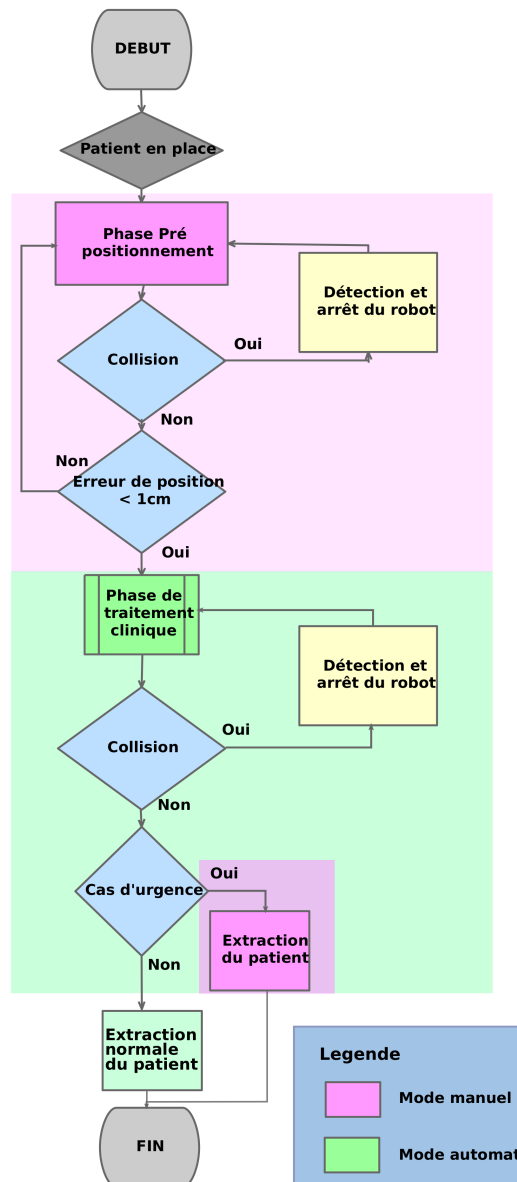 DEBUT
Patient en place
Phase Pré
positionnement
Détection et
arrêt du robot
Collision
Oui
Non
Non
Erreur de position
< 1cm
Oui
Phase de
traitement
clinique
Détection et
arrêt du robot
Collision
Oui
Non
Cas d'urgence
Oui
Extraction
du patient
Non
Extraction
normale
du patient
Legende
Mode manuel
Mode automat
FIN